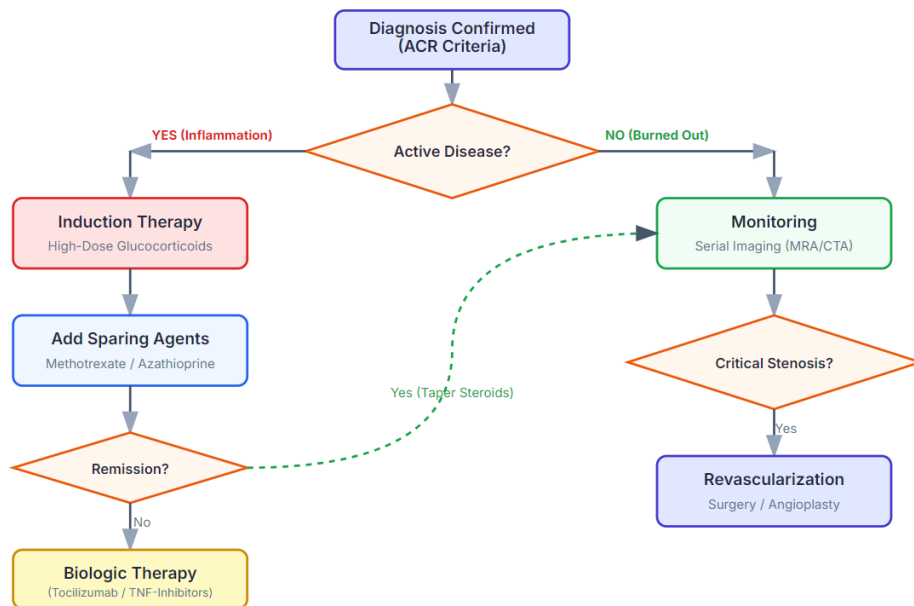 Diagnosis Confirmed
(ACR Criteria)
YES (Inflammation)
Active Disease?
NO (Burned Out)
Induction Therapy
High-Dose Glucocorticoids
Monitoring
Serial Imaging (MRA/CTA)
Add Sparing Agents
Methotrexate / Azathioprine
Critical Stenosis?
Yes (Taper Steroids)
Yes
Remission?
Revascularization
Surgery / Angioplasty
No
Biologic Therapy
(Tocilizumab / TNF-Inhibitors)